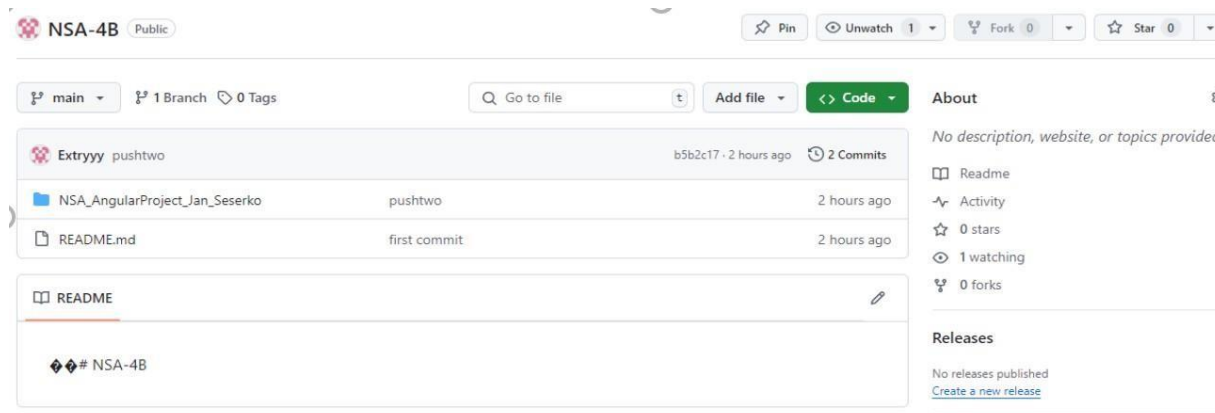 NSA-4B Public Pin Unwatch 1 Fork 0 Star 0
main 1 Branch 0 Tags Go to file t Add file <> Code
Extryyy pushtwo b5b2c17 · 2 hours ago 2 Commits
NSA_AngularProject_Jan_Seserko pushtwo 2 hours ago
README.md first commit 2 hours ago
README
��# NSA-4B
About
No description, website, or topics provided
Readme
Activity
0 stars
1 watching
0 forks
Releases
No releases published
Create a new release